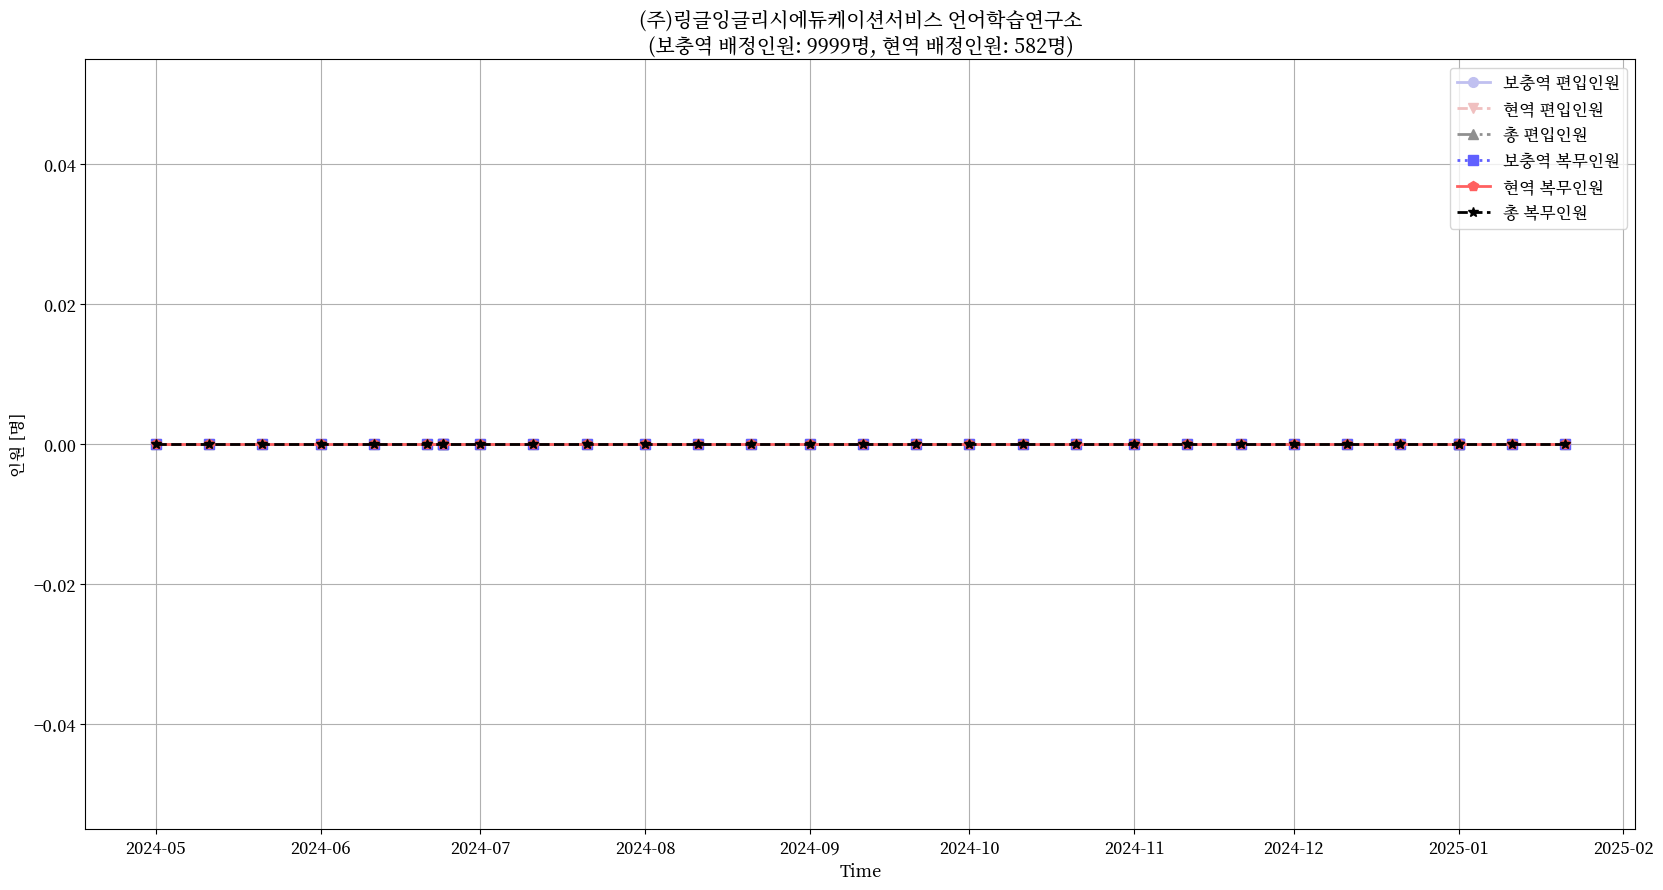 (주)링글잉글리시에듀케이션서비스 언어학습연구소
(보충역 배정인원: 9999명, 현역 배정인원: 582명)
보충역 편입인원
현역 편입인원
총 편입인원
보충역 복무인원
현역 복무인원
총 복무인원
인원 [명]
0.04
0.02
0.00
−0.02
−0.04
2024-05 2024-06 2024-07 2024-08 2024-09 2024-10 2024-11 2024-12 2025-01 2025-02
Time